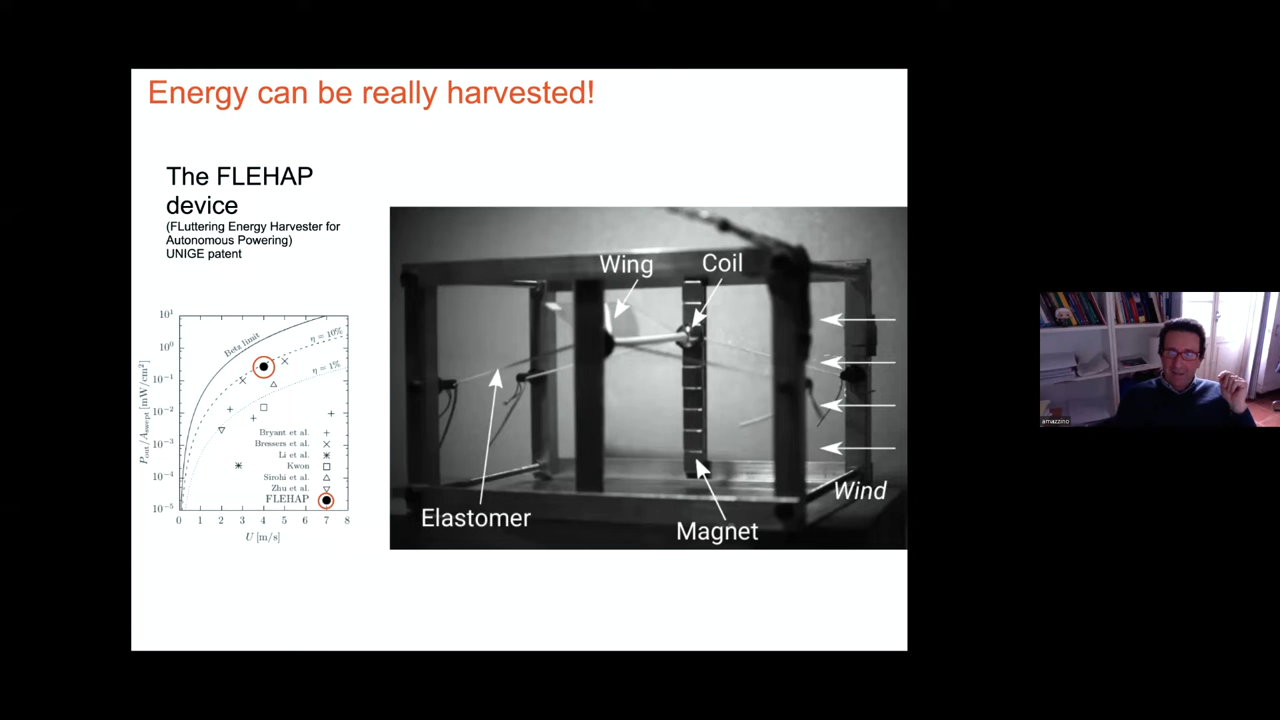 Energy can be really harvested!
The FLEHAP
device
(FLuttering Energy Harvester for
Autonomous Powering)
UNIGE patent
Wing
Coil
Elastomer
Magnet
Wind
P_out/A_swept [mW/cm²]
10¹
10⁰
10⁻¹
10⁻²
10⁻³
10⁻⁴
10⁻⁵
Betz limit
η = 10%
η = 1%
Bryant et al.
Bressers et al.
Li et al.
Kwon
Sirohi et al.
Zhu et al.
FLEHAP
0 1 2 3 4 5 6 7 8
U [m/s]
amazzino